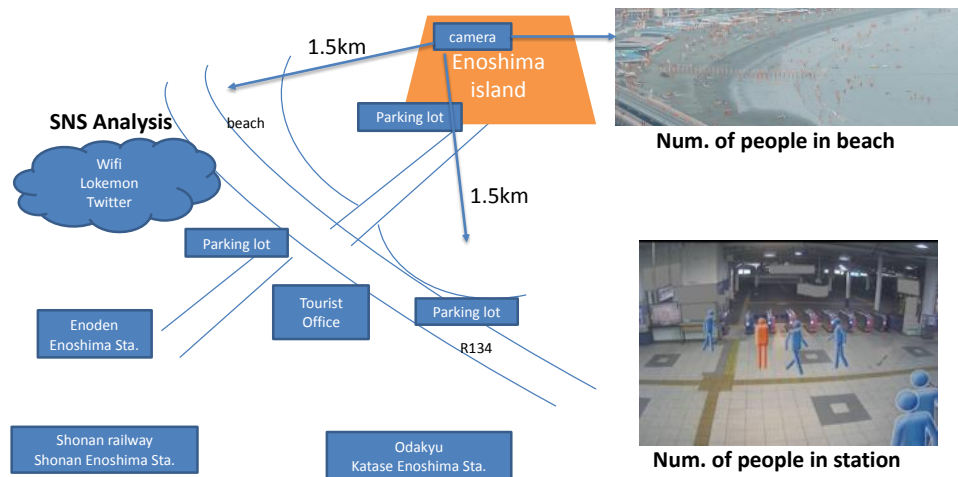 camera
1.5km
Enoshima
island
Parking lot
beach
Num. of people in beach
SNS Analysis
Wifi
Lokemon
Twitter
1.5km
Parking lot
Tourist
Office
Parking lot
Enoden
Enoshima Sta.
R134
Shonan railway
Shonan Enoshima Sta.
Odakyu
Katase Enoshima Sta.
Num. of people in station